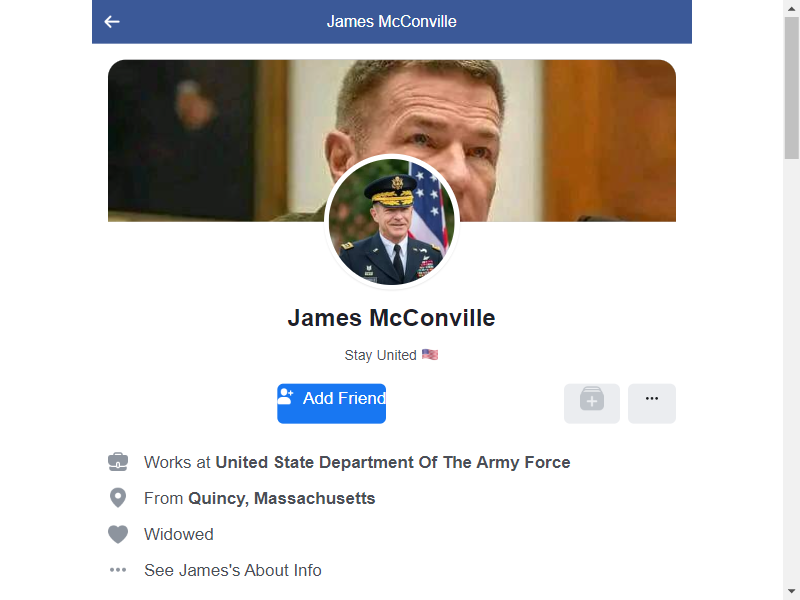 James McConville
James McConville
Stay United
Add Friend
Works at United State Department Of The Army Force
From Quincy, Massachusetts
Widowed
See James's About Info